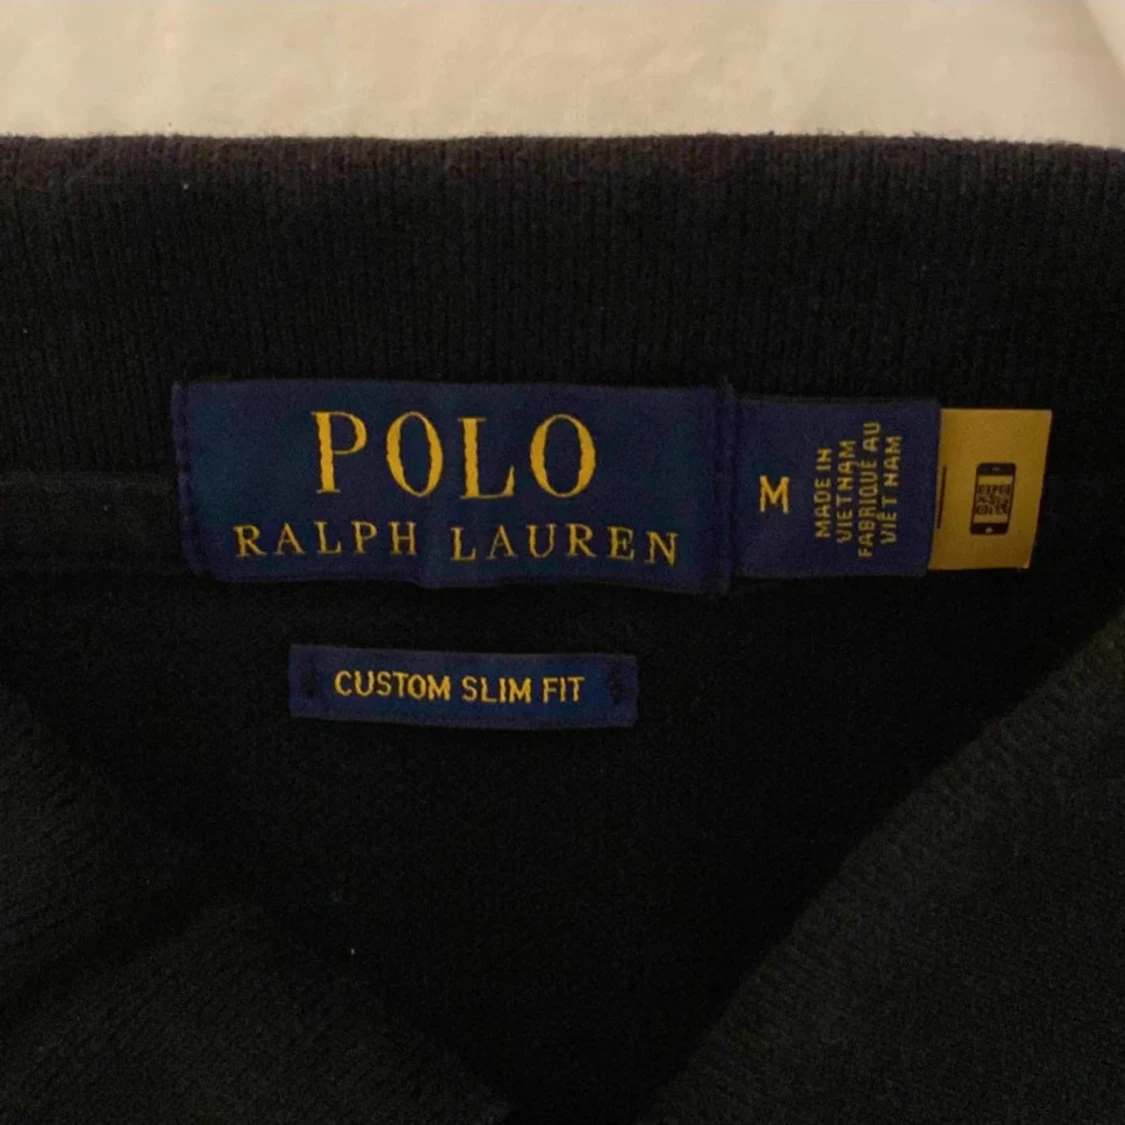 POLO
RALPH LAUREN
M
MADE IN
VIETNAM
FABRIQUÉ AU
VIÊT NAM
CUSTOM SLIM FIT